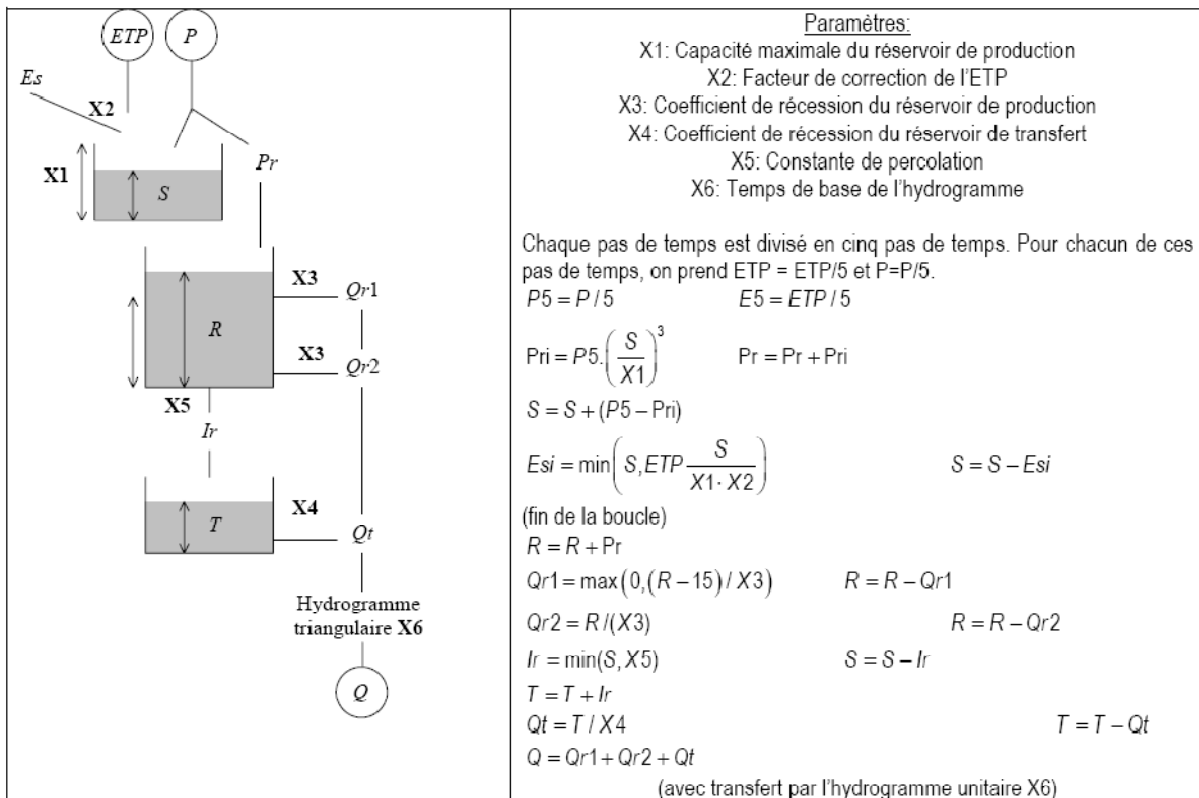 ETP P
Es
X2
Pr
X1
S
X3
Qr1
R
X3
Qr2
X5
Ir
X4
T
Qt
Hydrogramme
triangulaire X6
Q
Paramètres:
X1: Capacité maximale du réservoir de production
X2: Facteur de correction de l'ETP
X3: Coefficient de récession du réservoir de production
X4: Coefficient de récession du réservoir de transfert
X5: Constante de percolation
X6: Temps de base de l'hydrogramme
Chaque pas de temps est divisé en cinq pas de temps. Pour chacun de ces
pas de temps, on prend ETP = ETP/5 et P=P/5.
P5 = P / 5 E5 = ETP / 5
Pri = P5.(S/X1)^3 Pr = Pr + Pri
S = S + (P5 – Pri)
Esi = min(S, ETP S/(X1· X2)) S = S – Esi
(fin de la boucle)
R = R + Pr
Qr1 = max(0,(R – 15) / X3) R = R – Qr1
Qr2 = R /(X3) R = R – Qr2
Ir = min(S, X5) S = S – Ir
T = T + Ir
Qt = T / X4 T = T – Qt
Q = Qr1 + Qr2 + Qt
(avec transfert par l'hydrogramme unitaire X6)